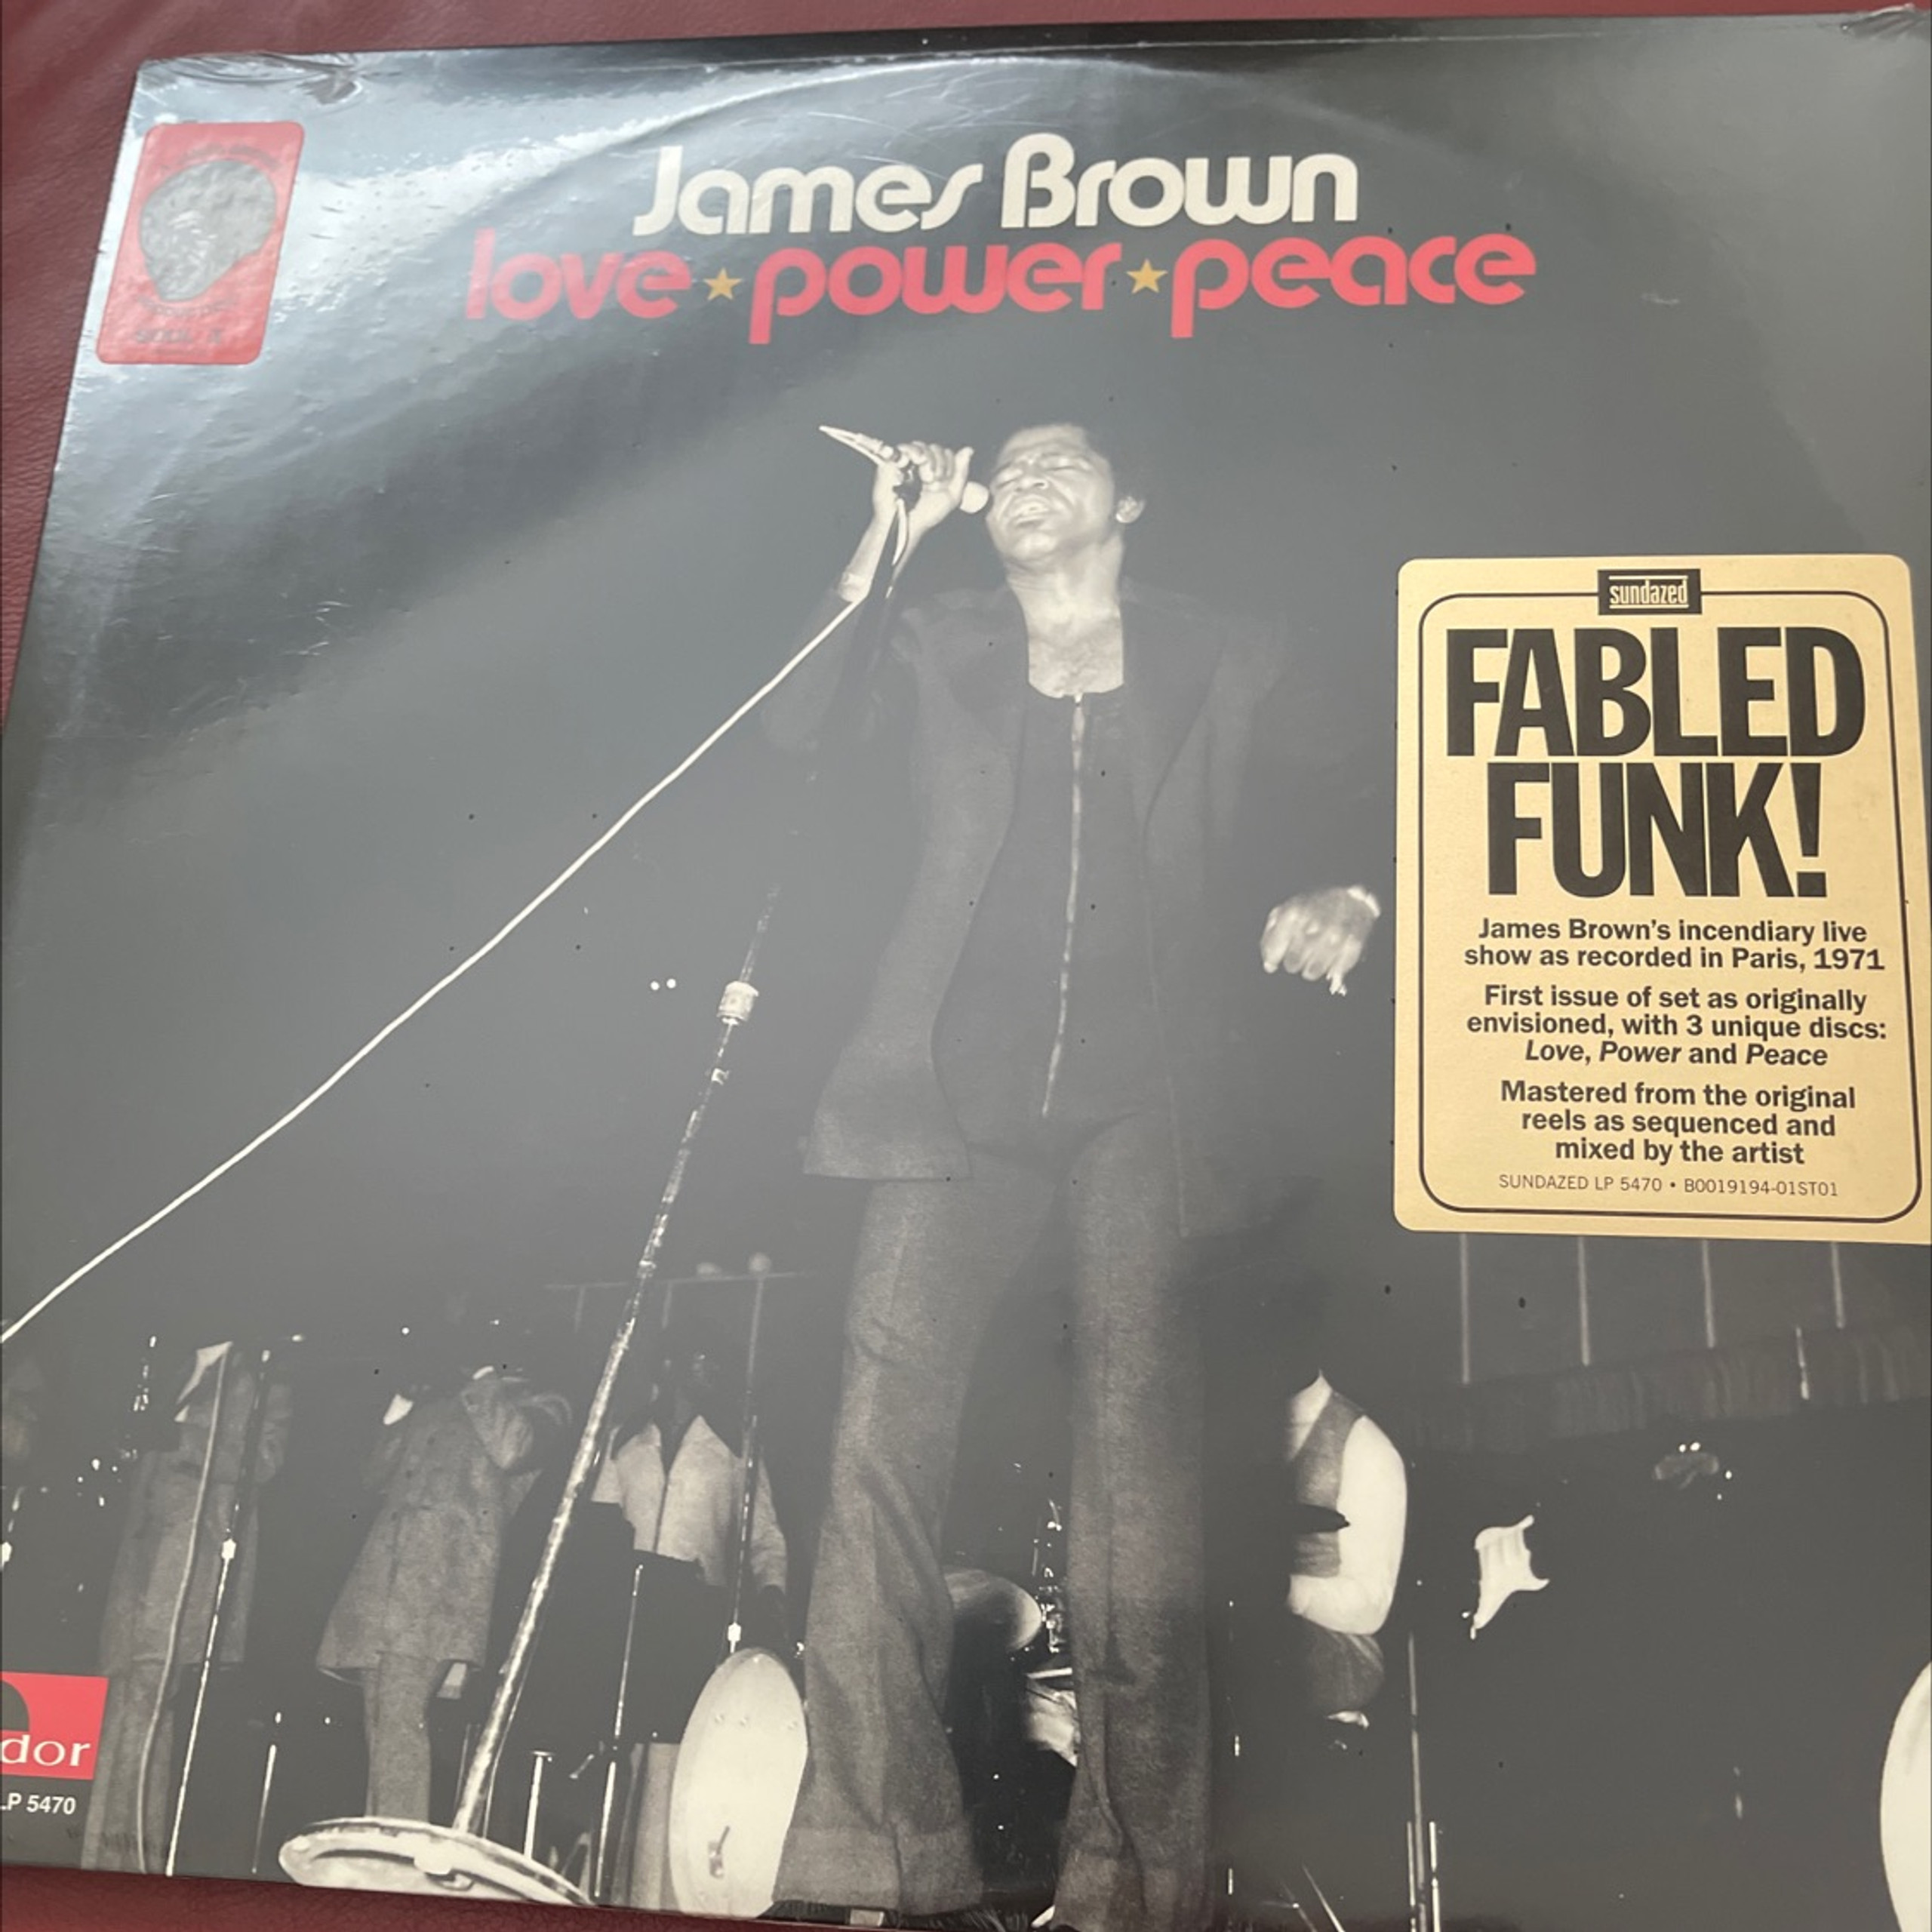 James Brown
love★power★peace
sundazed
FABLED
FUNK!
James Brown's incendiary live
show as recorded in Paris, 1971
First issue of set as originally
envisioned, with 3 unique discs:
Love, Power and Peace
Mastered from the original
reels as sequenced and
mixed by the artist
SUNDAZED LP 5470 • B0019194-01ST01
dor
LP 5470